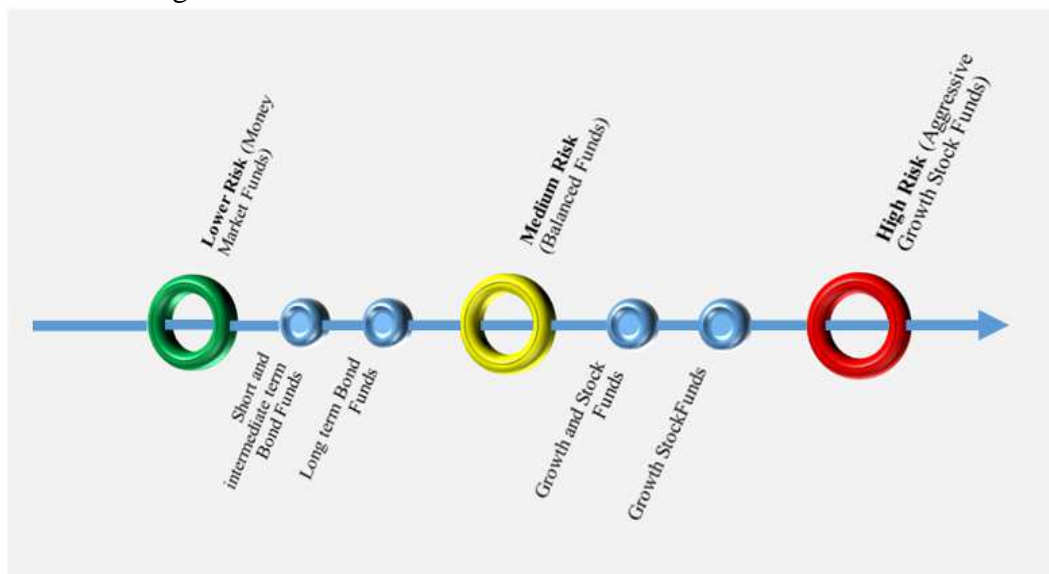 Lower Risk (Money
Market Funds)
Short and
intermediate term
Bond Funds
Long term Bond
Funds
Medium Risk
(Balanced Funds)
Growth and Stock
Funds
Growth StockFunds
High Risk (Aggressive
Growth Stock Funds)